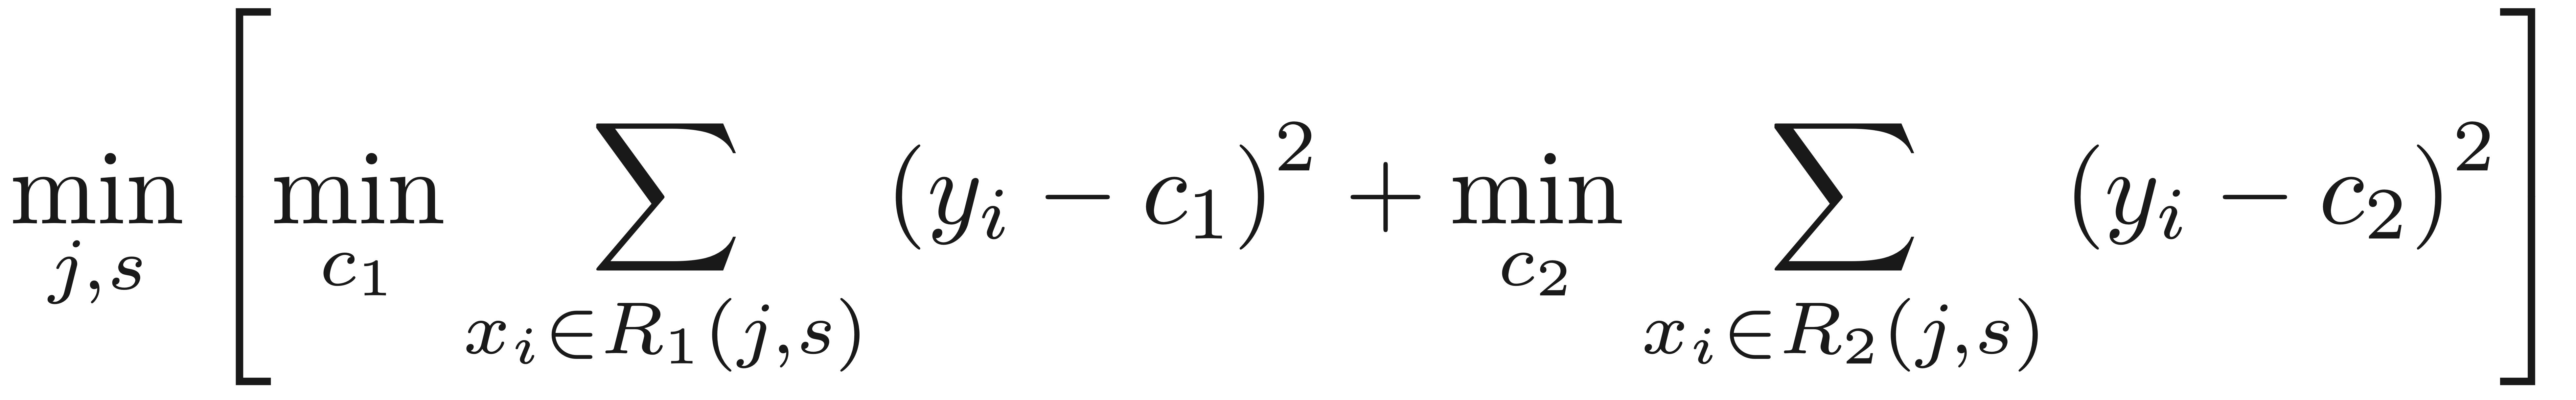 \min_{j,s} \left[ \min_{c_1} \sum_{x_i \in R_1(j,s)} (y_i - c_1)^2 + \min_{c_2} \sum_{x_i \in R_2(j,s)} (y_i - c_2)^2 \right]